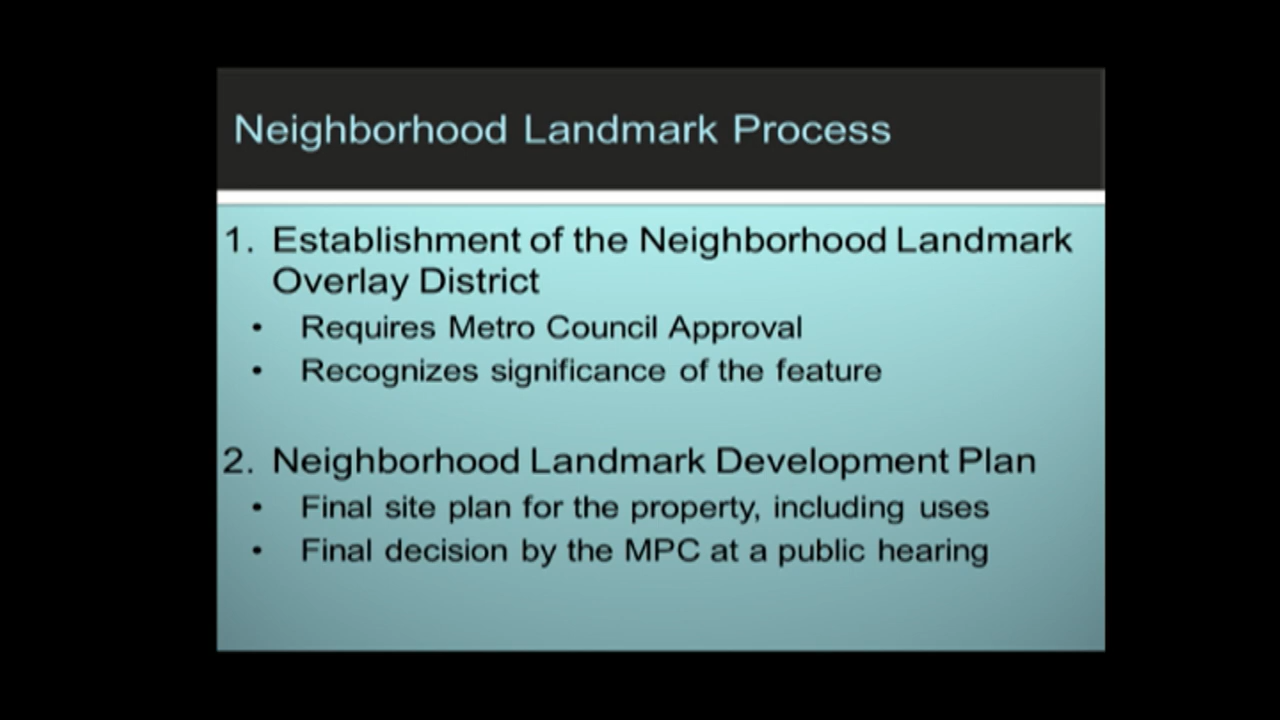 Neighborhood Landmark Process
1. Establishment of the Neighborhood Landmark
Overlay District
• Requires Metro Council Approval
• Recognizes significance of the feature
2. Neighborhood Landmark Development Plan
• Final site plan for the property, including uses
• Final decision by the MPC at a public hearing